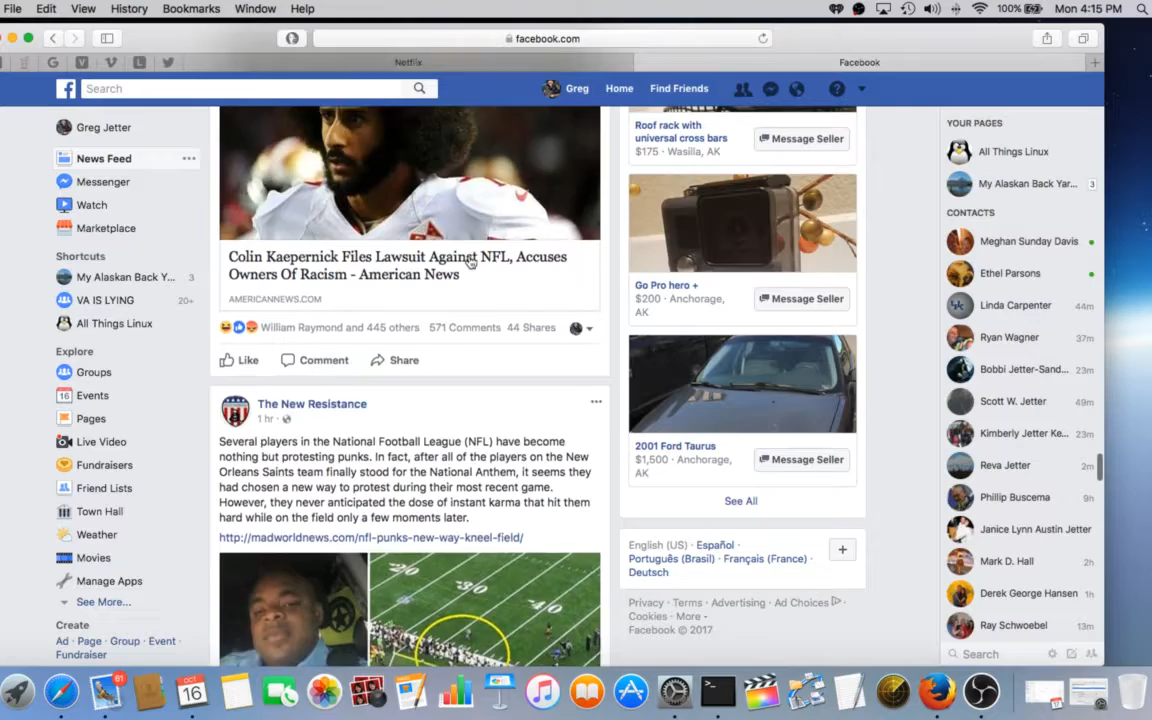 File Edit View History Bookmarks Window Help
100% Mon 4:15 PM
facebook.com
Netflix
Facebook
Search
Greg Home Find Friends
Greg Jetter
News Feed
Messenger
Watch
Marketplace
Shortcuts
My Alaskan Back Y... 3
VA IS LYING 20+
All Things Linux
Explore
Groups
16 Events
Pages
Live Video
Fundraisers
Friend Lists
Town Hall
Weather
Movies
Manage Apps
See More...
Create
Ad · Page · Group · Event ·
Fundraiser
Colin Kaepernick Files Lawsuit Against NFL, Accuses
Owners Of Racism - American News
AMERICANNEWS.COM
William Raymond and 445 others 571 Comments 44 Shares
Like Comment Share
The New Resistance
1 hr ·
Several players in the National Football League (NFL) have become
nothing but protesting punks. In fact, after all of the players on the New
Orleans Saints team finally stood for the National Anthem, it seems they
had chosen a new way to protest during their most recent game.
However, they never anticipated the dose of instant karma that hit them
hard while on the field only a few moments later.
http://madworldnews.com/nfl-punks-new-way-kneel-field/
Roof rack with
universal cross bars
$175 · Wasilla, AK
Message Seller
Go Pro hero +
$200 · Anchorage,
AK
Message Seller
2001 Ford Taurus
$1,500 · Anchorage,
AK
Message Seller
See All
English (US) · Español ·
Português (Brasil) · Français (France) ·
Deutsch
Privacy · Terms · Advertising · Ad Choices ·
Cookies · More
Facebook © 2017
YOUR PAGES
All Things Linux
My Alaskan Back Yar... 3
CONTACTS
Meghan Sunday Davis
Ethel Parsons
Linda Carpenter 44m
Ryan Wagner 37m
Bobbi Jetter-Sand... 23m
Scott W. Jetter 49m
Kimberly Jetter Ke... 23m
Reva Jetter 2m
Phillip Buscema 9h
Janice Lynn Austin Jetter
Mark D. Hall 2h
Derek George Hansen 17m
Ray Schwoebel 13m
Search
61
OCT
16